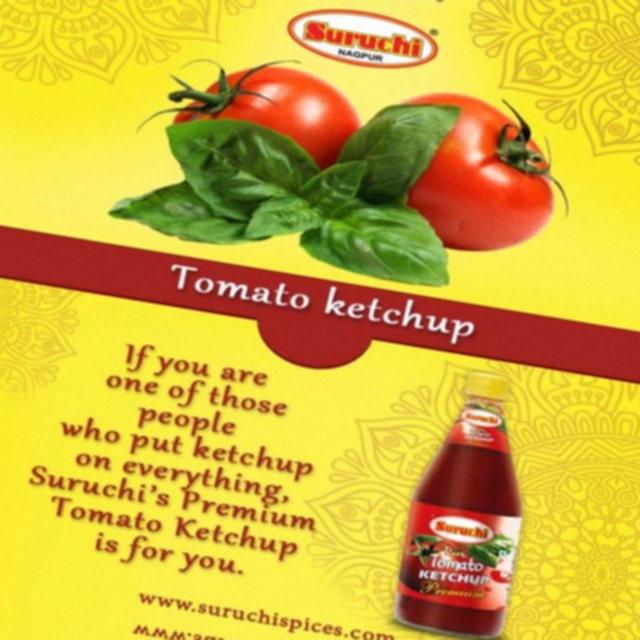 Suruchi
NAGPUR
Tomato ketchup
If you are
one of those
people
who put ketchup
on everything,
Suruchi's Premium
Tomato Ketchup
is for you.
Suruchi
Suruchi
Tomato
KETCHUP
Premium
www.suruchispices.com